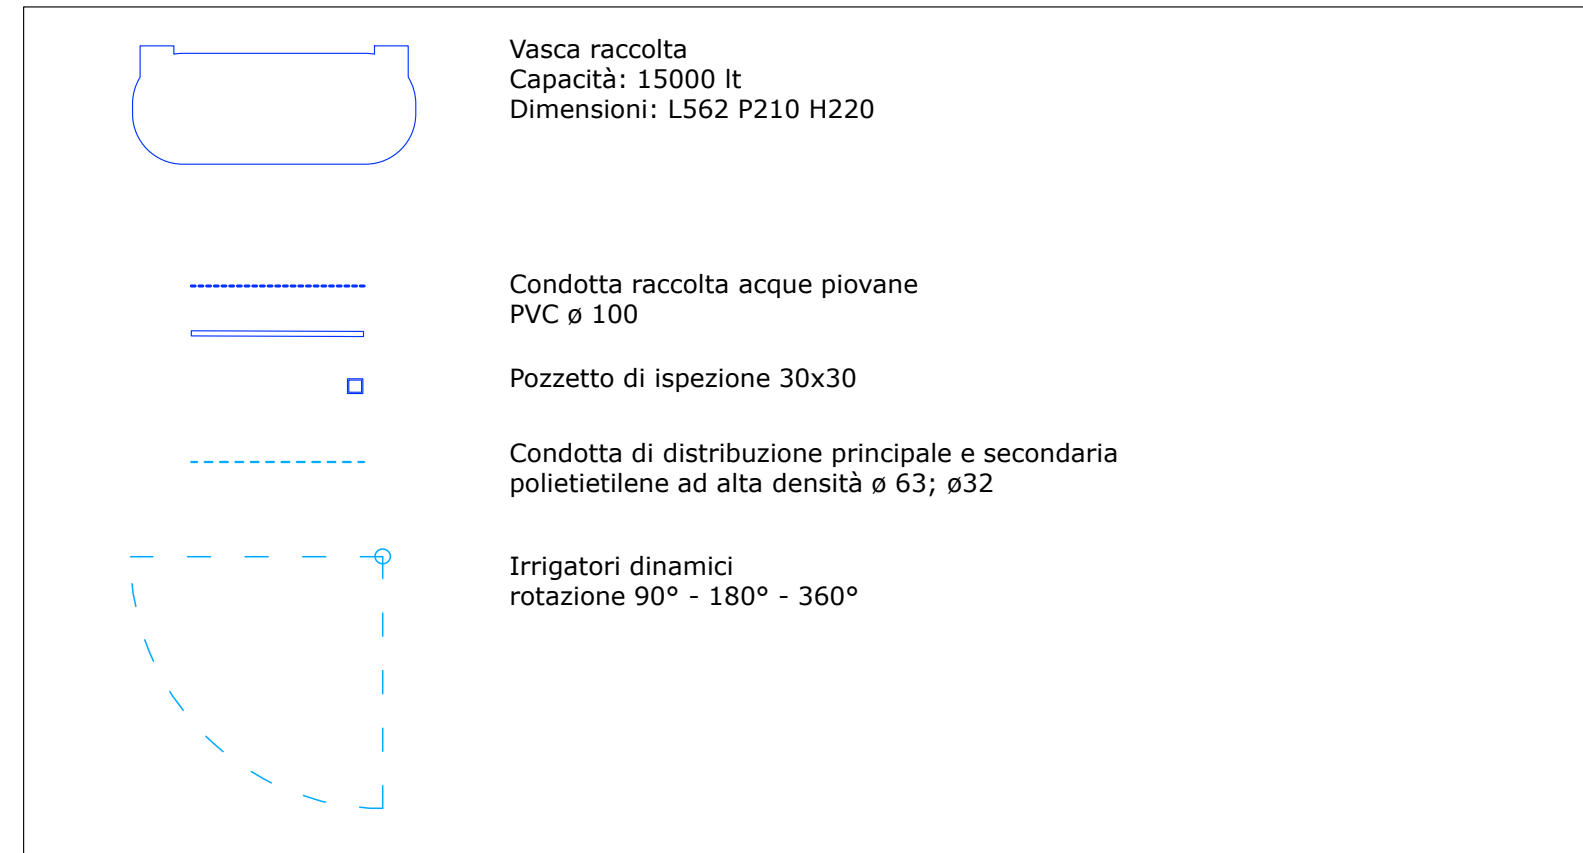 Vasca raccolta
Capacità: 15000 lt
Dimensioni: L562 P210 H220
Condotta raccolta acque piovane
PVC ø 100
Pozzetto di ispezione 30x30
Condotta di distribuzione principale e secondaria
polietietilene ad alta densità ø 63; ø32
Irrigatori dinamici
rotazione 90° - 180° - 360°